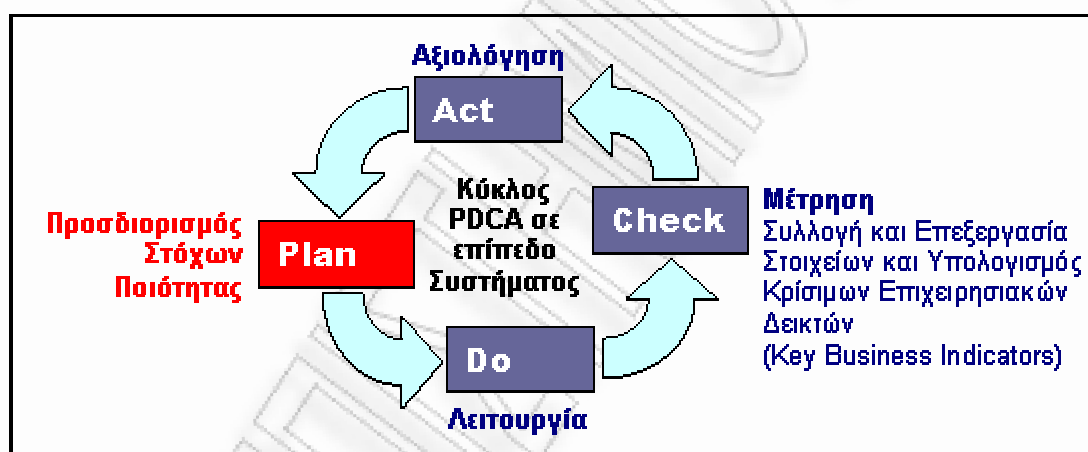 Αξιολόγηση
Act
Κύκλος
PDCA σε
επίπεδο
Συστήματος
Προσδιορισμός
Στόχων
Ποιότητας
Plan
Check
Μέτρηση
Συλλογή και Επεξεργασία
Στοιχείων και Υπολογισμός
Κρίσιμων Επιχειρησιακών
Δεικτών
(Key Business Indicators)
Do
Λειτουργία